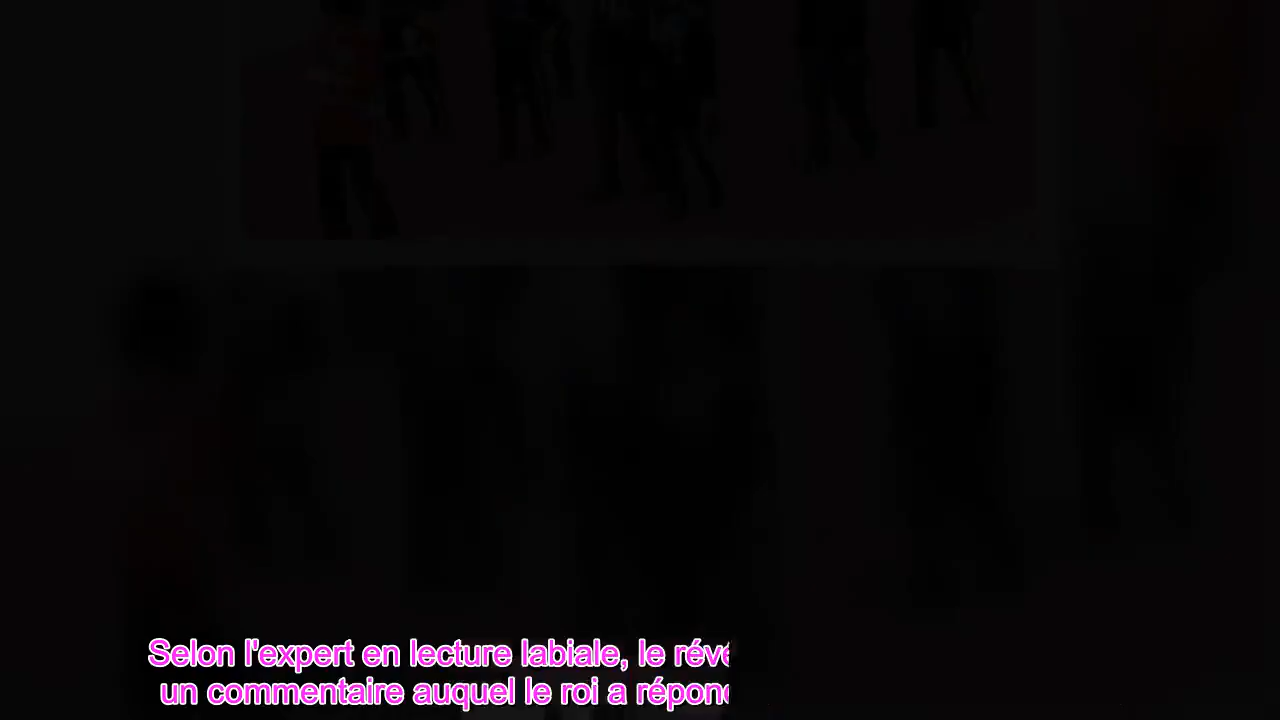 Selon l'expert en lecture labiale, le
un commentaire auquel le roi a